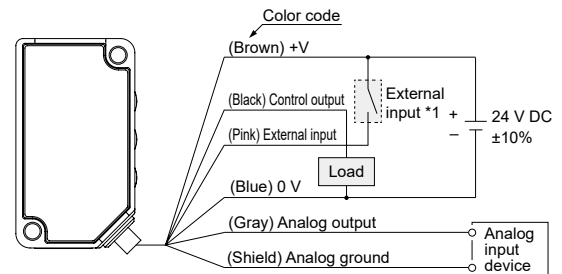 Color code
(Brown) +V
(Black) Control output
External
input *1
+
–
24 V DC
±10%
(Pink) External input
Load
(Blue) 0 V
(Gray) Analog output
Analog
input
device
(Shield) Analog ground